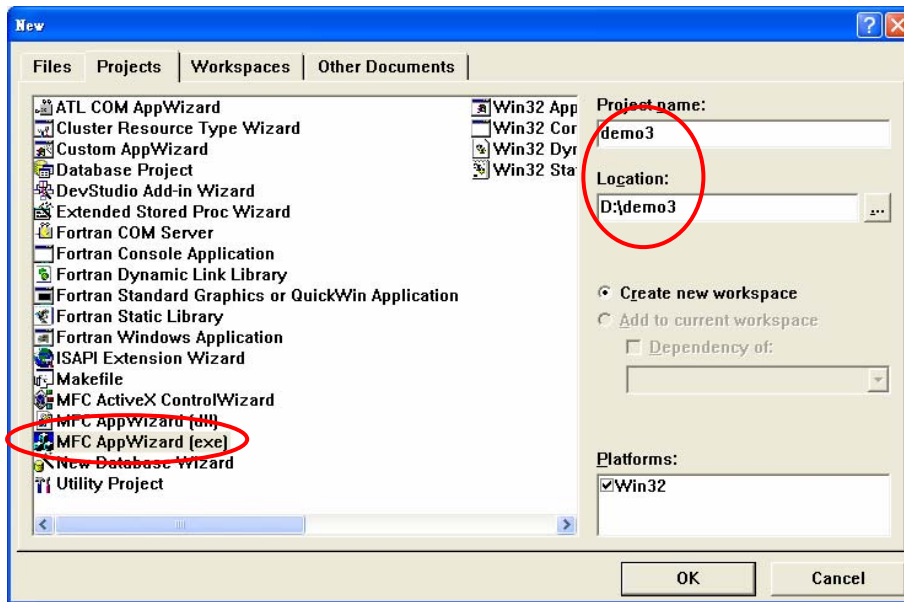 New
Files Projects Workspaces Other Documents
ATL COM AppWizard
Cluster Resource Type Wizard
Custom AppWizard
Database Project
DevStudio Add-in Wizard
Extended Stored Proc Wizard
Fortran COM Server
Fortran Console Application
Fortran Dynamic Link Library
Fortran Standard Graphics or QuickWin Application
Fortran Static Library
Fortran Windows Application
ISAPI Extension Wizard
Makefile
MFC ActiveX ControlWizard
MFC AppWizard (dll)
MFC AppWizard (exe)
New Database Wizard
Utility Project
Win32 App
Win32 Cor
Win32 Dyr
Win32 Sta
Project name:
demo3
Location:
D:\demo3
...
Create new workspace
Add to current workspace
Dependency of:
Platforms:
Win32
OK Cancel